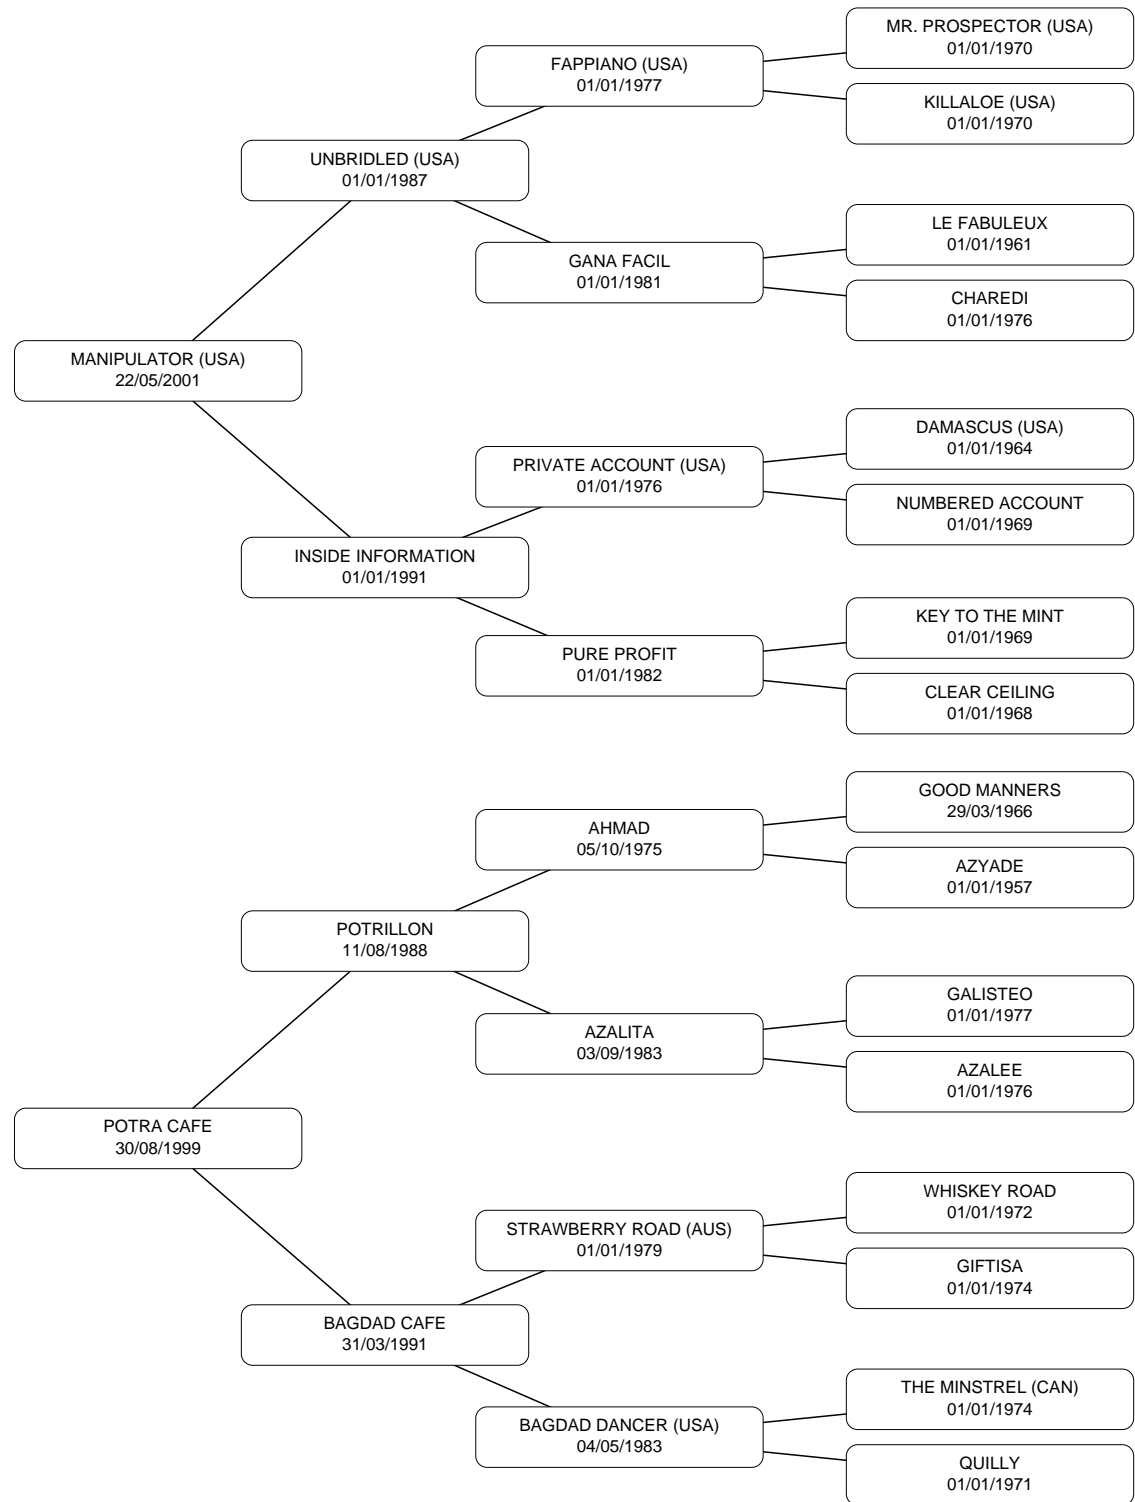 MR. PROSPECTOR (USA)
01/01/1970
FAPPIANO (USA)
01/01/1977
KILLALOE (USA)
01/01/1970
UNBRIDLED (USA)
01/01/1987
LE FABULEUX
01/01/1961
GANA FACIL
01/01/1981
CHAREDI
01/01/1976
MANIPULATOR (USA)
22/05/2001
DAMASCUS (USA)
01/01/1964
PRIVATE ACCOUNT (USA)
01/01/1976
NUMBERED ACCOUNT
01/01/1969
INSIDE INFORMATION
01/01/1991
KEY TO THE MINT
01/01/1969
PURE PROFIT
01/01/1982
CLEAR CEILING
01/01/1968
GOOD MANNERS
29/03/1966
AHMAD
05/10/1975
AZYADE
01/01/1957
POTRILLON
11/08/1988
GALISTEO
01/01/1977
AZALITA
03/09/1983
AZALEE
01/01/1976
POTRA CAFE
30/08/1999
WHISKEY ROAD
01/01/1972
STRAWBERRY ROAD (AUS)
01/01/1979
GIFTISA
01/01/1974
BAGDAD CAFE
31/03/1991
THE MINSTREL (CAN)
01/01/1974
BAGDAD DANCER (USA)
04/05/1983
QUILLY
01/01/1971